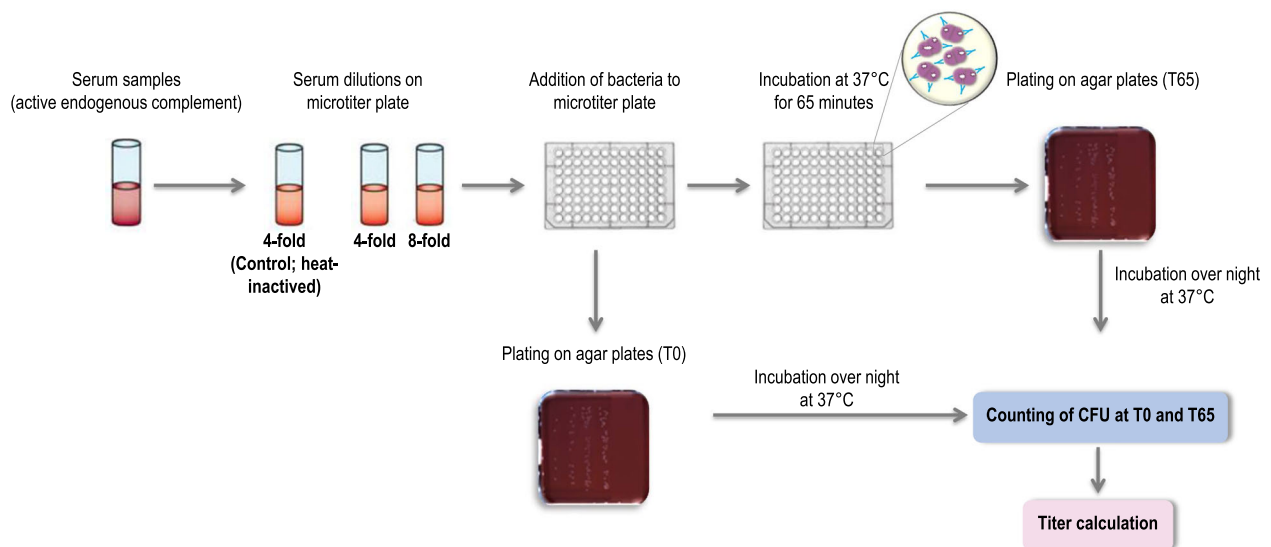 Serum samples
(active endogenous complement)
Serum dilutions on
microtiter plate
Addition of bacteria to
microtiter plate
Incubation at 37°C
for 65 minutes
Plating on agar plates (T65)
4-fold
(Control; heat-
inactived)
4-fold
8-fold
Incubation over night
at 37°C
Plating on agar plates (T0)
Incubation over night
at 37°C
Counting of CFU at T0 and T65
Titer calculation